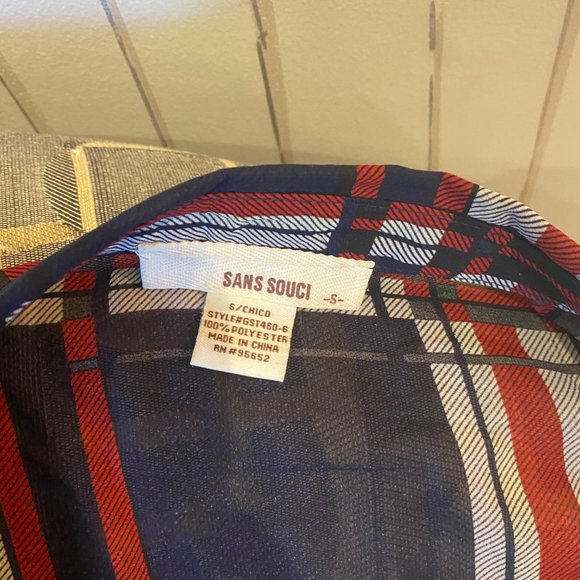 SANS SOUCI -S-
S/CHICO
STYLE#GST460-6
100% POLYESTER
MADE IN CHINA
RN #95652